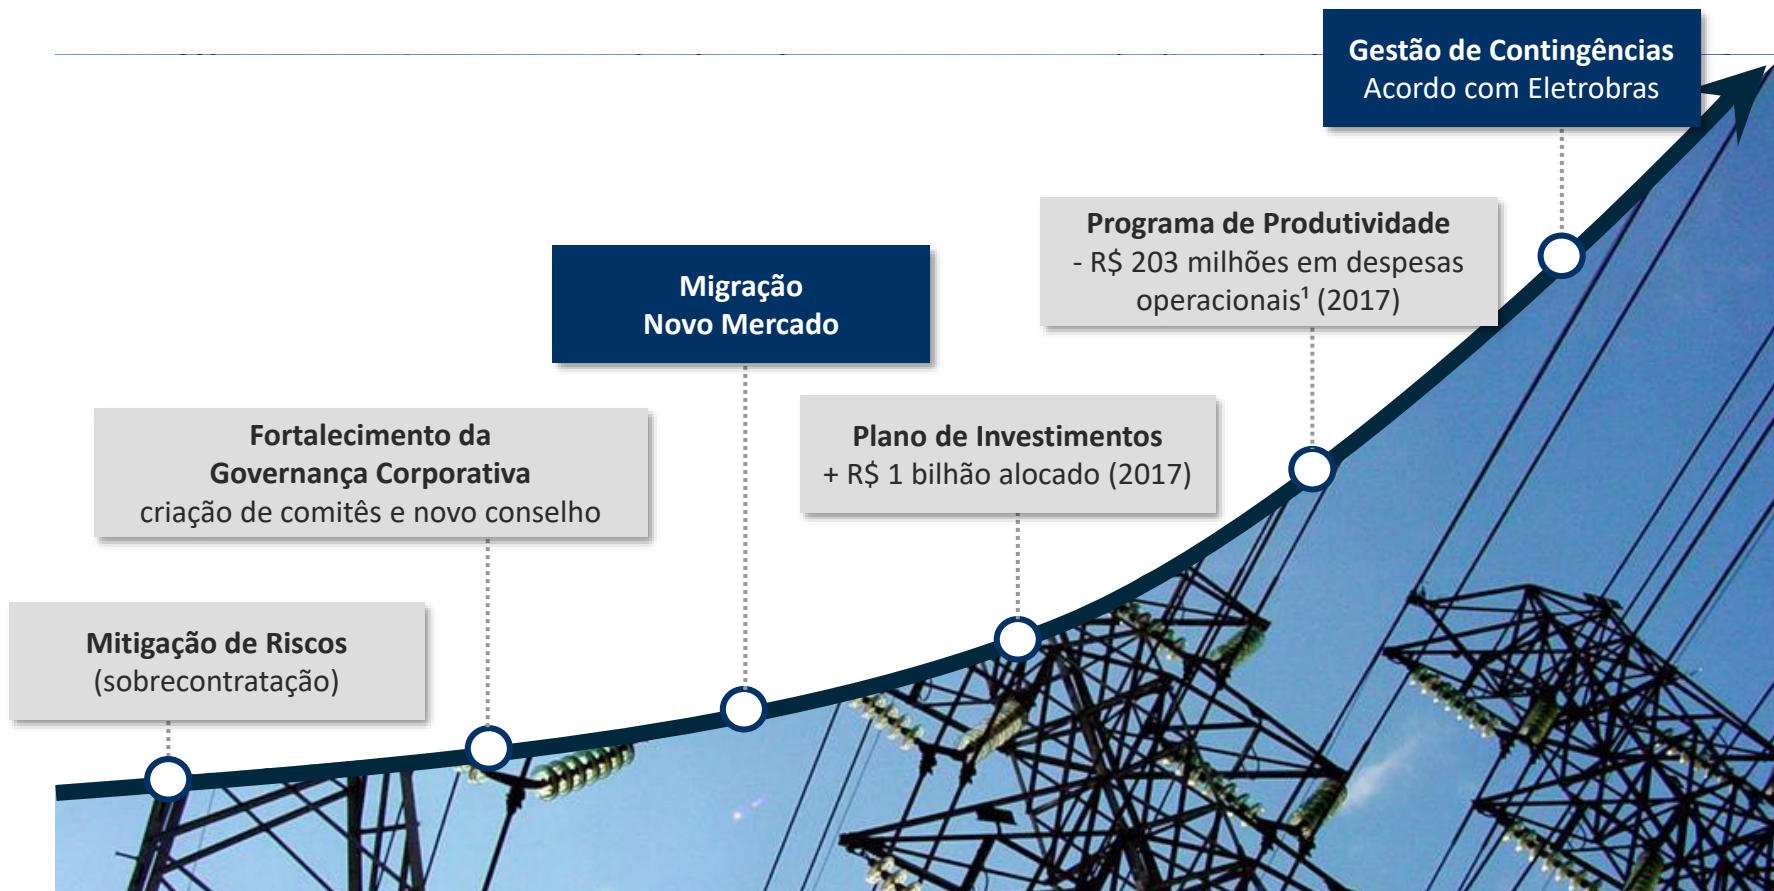 Gestão de Contingências
Acordo com Eletrobras
Programa de Produtividade
- R$ 203 milhões em despesas
operacionais¹ (2017)
Migração
Novo Mercado
Plano de Investimentos
+ R$ 1 bilhão alocado (2017)
Fortalecimento da
Governança Corporativa
criação de comitês e novo conselho
Mitigação de Riscos
(sobrecontratação)